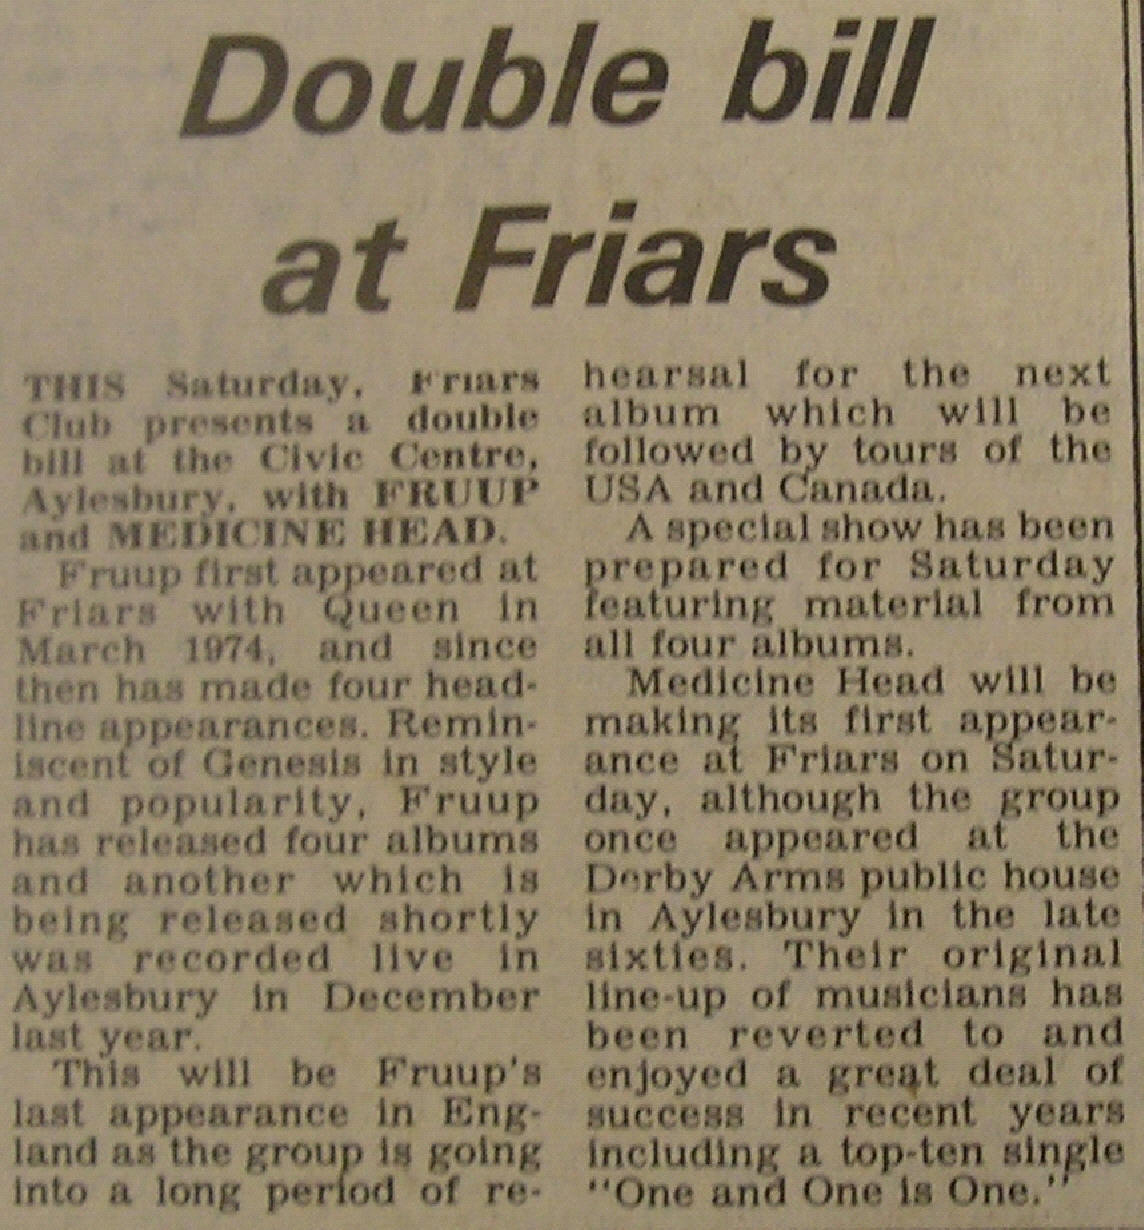 Double bill
at Friars
THIS Saturday, Friars
Club presents a double
bill at the Civic Centre,
Aylesbury, with FRUUP
and MEDICINE HEAD.
Fruup first appeared at
Friars with Queen in
March 1974, and since
then has made four head-
line appearances. Remin-
iscent of Genesis in style
and popularity, Fruup
has released four albums
and another which is
being released shortly
was recorded live in
Aylesbury in December
last year.
This will be Fruup's
last appearance in Eng-
land as the group is going
into a long period of re-
hearsal for the next
album which will be
followed by tours of the
USA and Canada.
A special show has been
prepared for Saturday
featuring material from
all four albums.
Medicine Head will be
making its first appear-
ance at Friars on Satur-
day, although the group
once appeared at the
Derby Arms public house
in Aylesbury in the late
sixties. Their original
line-up of musicians has
been reverted to and
enjoyed a great deal of
success in recent years
including a top-ten single
"One and One is One."